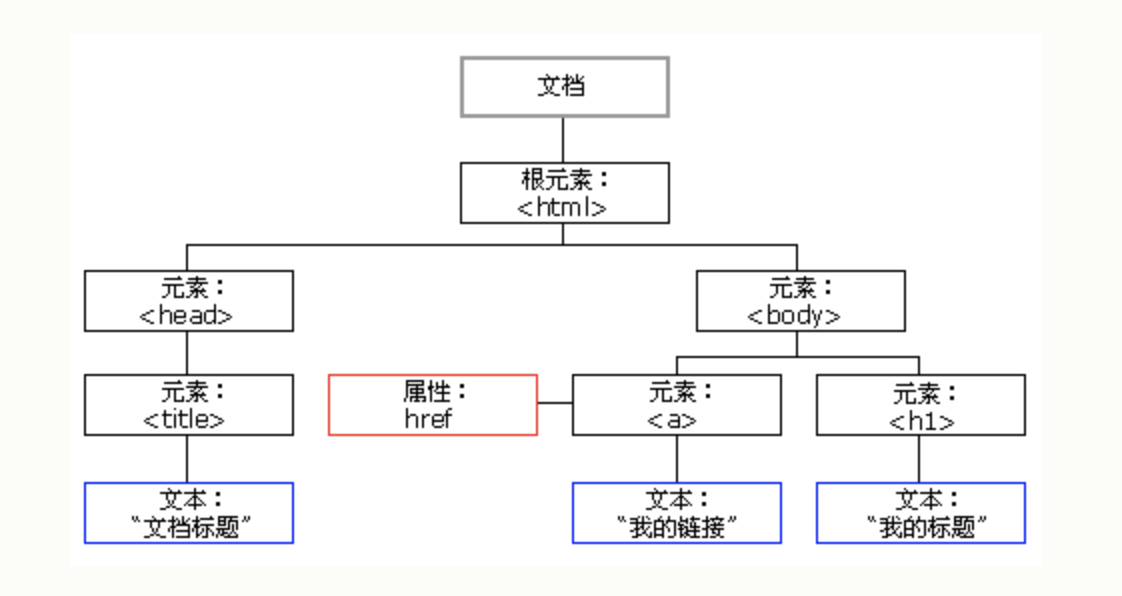 文档
根元素：
<html>
元素：
<head>
元素：
<body>
元素：
<title>
属性：
href
元素：
<a>
元素：
<h1>
文本：
"文档标题"
文本：
"我的链接"
文本：
"我的标题"